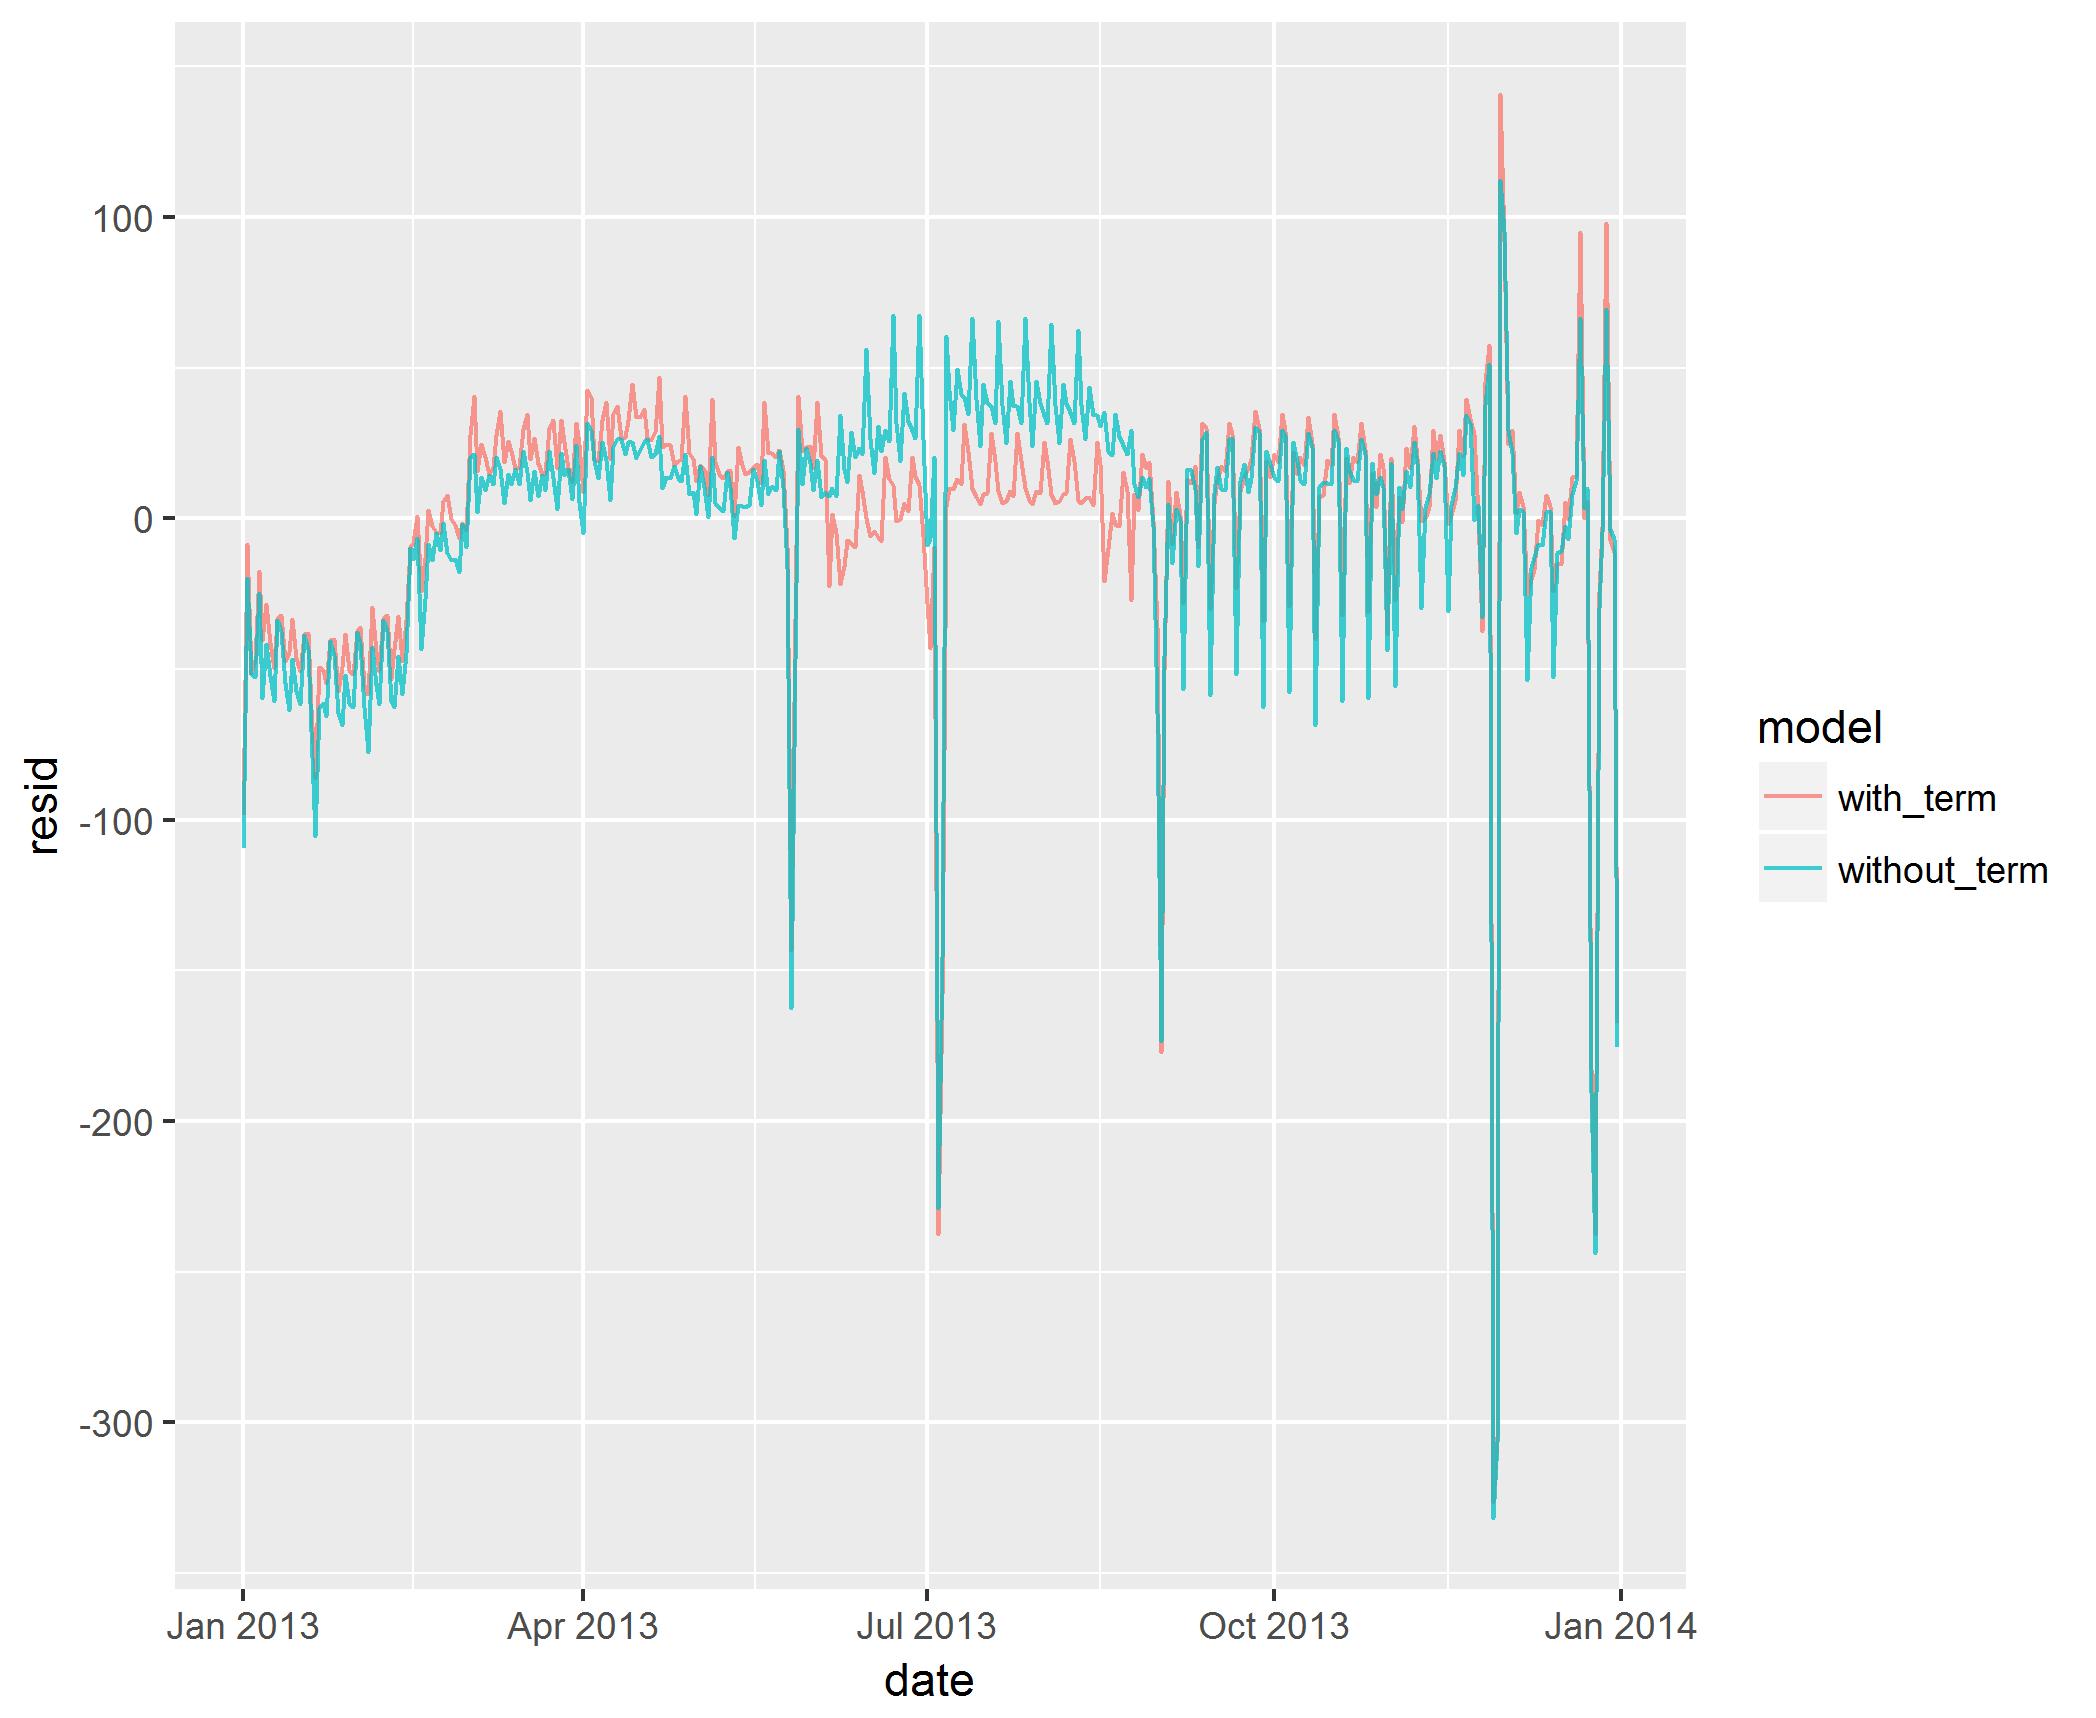 100
0
-100
-200
-300
resid
Jan 2013
Apr 2013
Jul 2013
Oct 2013
Jan 2014
date
model
with_term
without_term